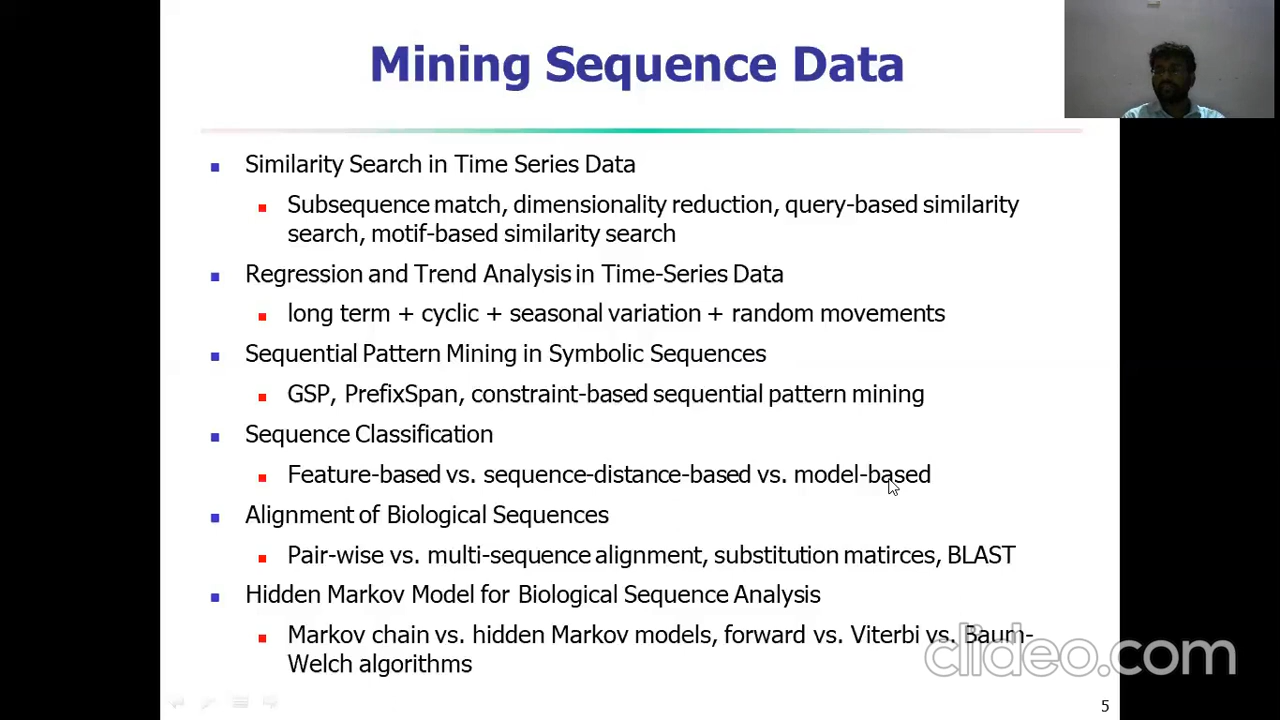 Mining Sequence Data
Similarity Search in Time Series Data
Subsequence match, dimensionality reduction, query-based similarity
search, motif-based similarity search
Regression and Trend Analysis in Time-Series Data
long term + cyclic + seasonal variation + random movements
Sequential Pattern Mining in Symbolic Sequences
GSP, PrefixSpan, constraint-based sequential pattern mining
Sequence Classification
Feature-based vs. sequence-distance-based vs. model-based
Alignment of Biological Sequences
Pair-wise vs. multi-sequence alignment, substitution matirces, BLAST
Hidden Markov Model for Biological Sequence Analysis
Markov chain vs. hidden Markov models, forward vs. Viterbi vs. Baum-
Welch algorithms
clideo.com
5